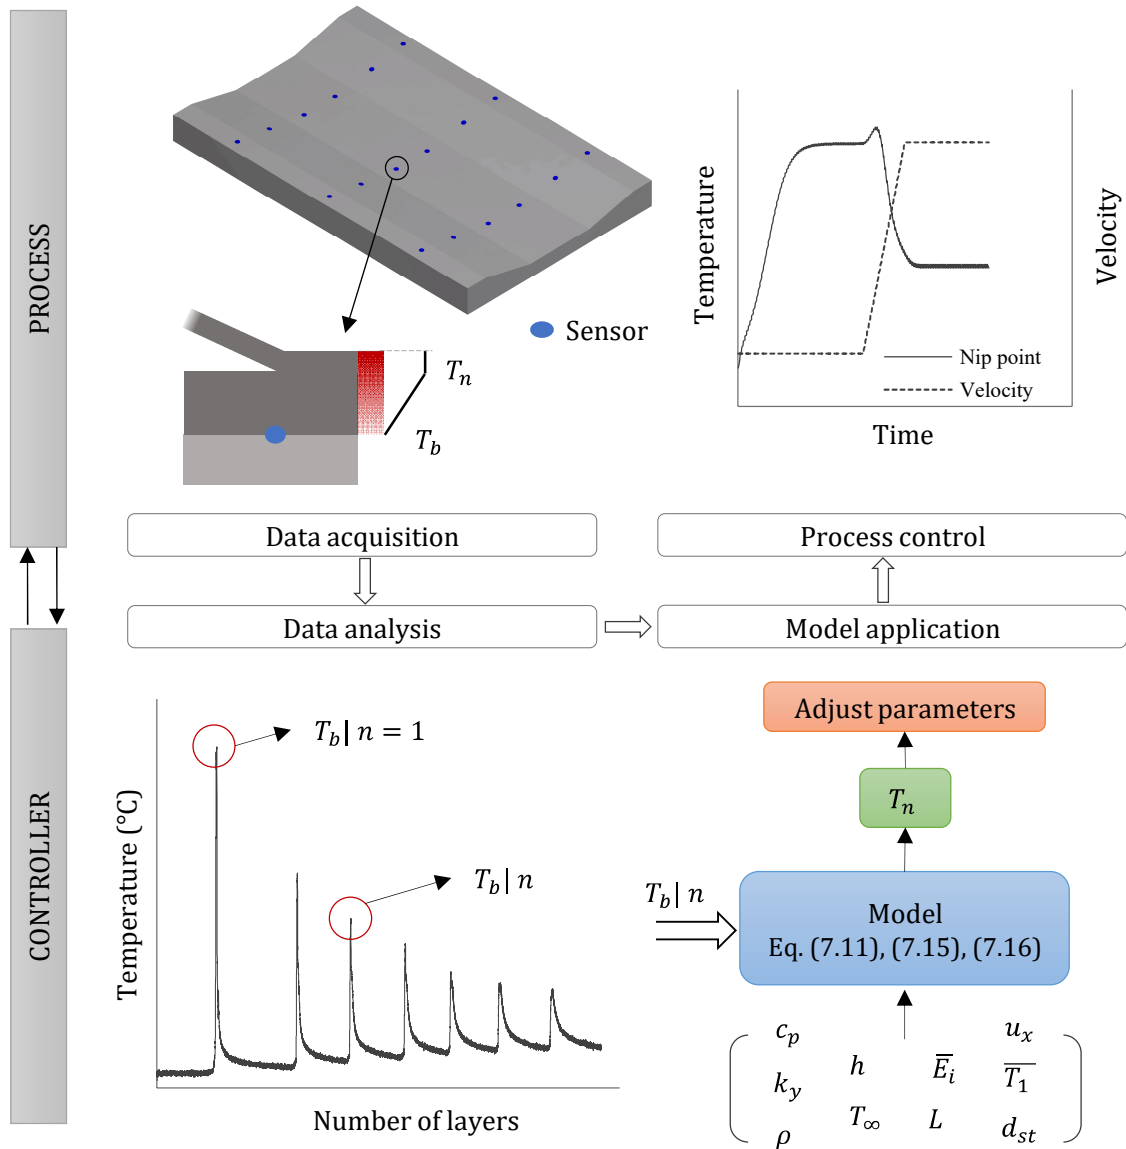 PROCESS
Sensor
T_n
T_b
Temperature
Velocity
Nip point
Velocity
Time
Data acquisition
Process control
Data analysis
Model application
CONTROLLER
Temperature (°C)
T_b| n = 1
T_b| n
Number of layers
Adjust parameters
T_n
T_b| n
Model
Eq. (7.11), (7.15), (7.16)
c_p u_x
h E̅_i
k_y T̅_1
T_∞ L
ρ d_st